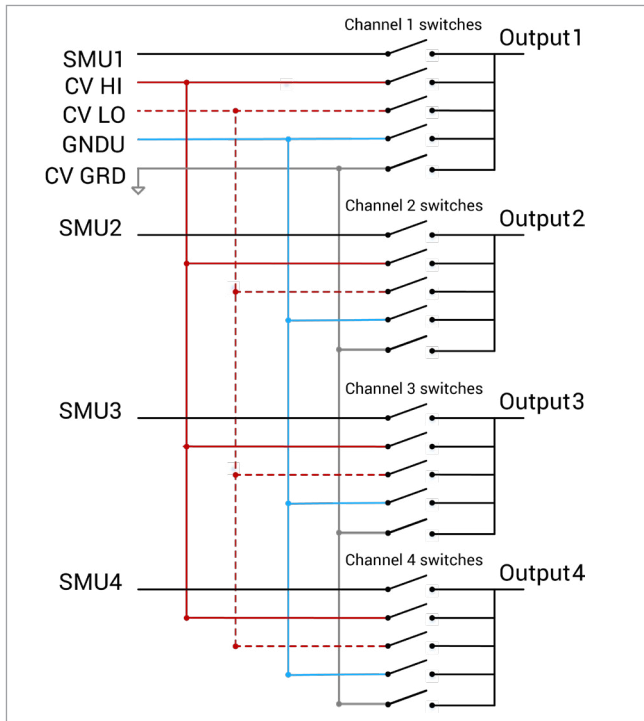 Channel 1 switches
SMU1
Output1
CV HI
CV LO
GNDU
CV GRD
Channel 2 switches
SMU2
Output2
Channel 3 switches
SMU3
Output3
Channel 4 switches
SMU4
Output4